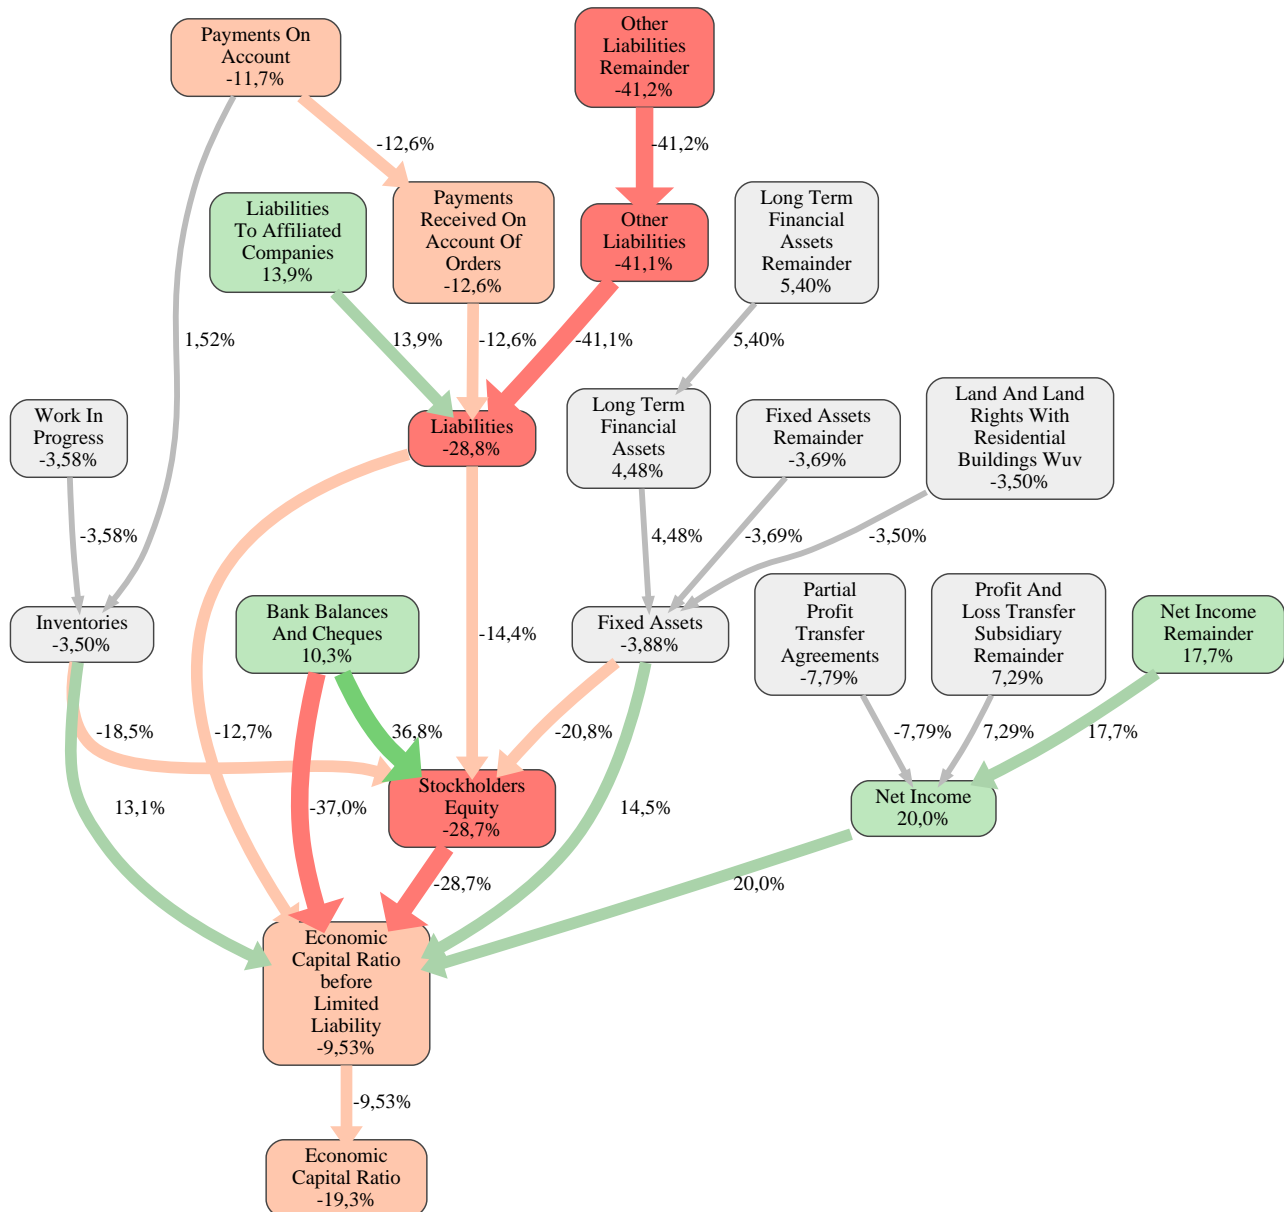 Payments On
Account
-11,7%
Other
Liabilities
Remainder
-41,2%
-12,6%
-41,2%
Liabilities
To Affiliated
Companies
13,9%
Payments
Received On
Account Of
Orders
-12,6%
Other
Liabilities
-41,1%
Long Term
Financial
Assets
Remainder
5,40%
1,52%
13,9%
-12,6%
-41,1%
5,40%
Work In
Progress
-3,58%
Liabilities
-28,8%
Long Term
Financial
Assets
4,48%
Fixed Assets
Remainder
-3,69%
Land And Land
Rights With
Residential
Buildings Wuv
-3,50%
-3,58%
4,48%
-3,69%
-3,50%
Inventories
-3,50%
Bank Balances
And Cheques
10,3%
-14,4%
Fixed Assets
-3,88%
Partial
Profit
Transfer
Agreements
-7,79%
Profit And
Loss Transfer
Subsidiary
Remainder
7,29%
Net Income
Remainder
17,7%
-18,5%
-12,7%
36,8%
-20,8%
-7,79%
7,29%
17,7%
13,1%
-37,0%
Stockholders
Equity
-28,7%
14,5%
Net Income
20,0%
-28,7%
20,0%
Economic
Capital Ratio
before
Limited
Liability
-9,53%
-9,53%
Economic
Capital Ratio
-19,3%